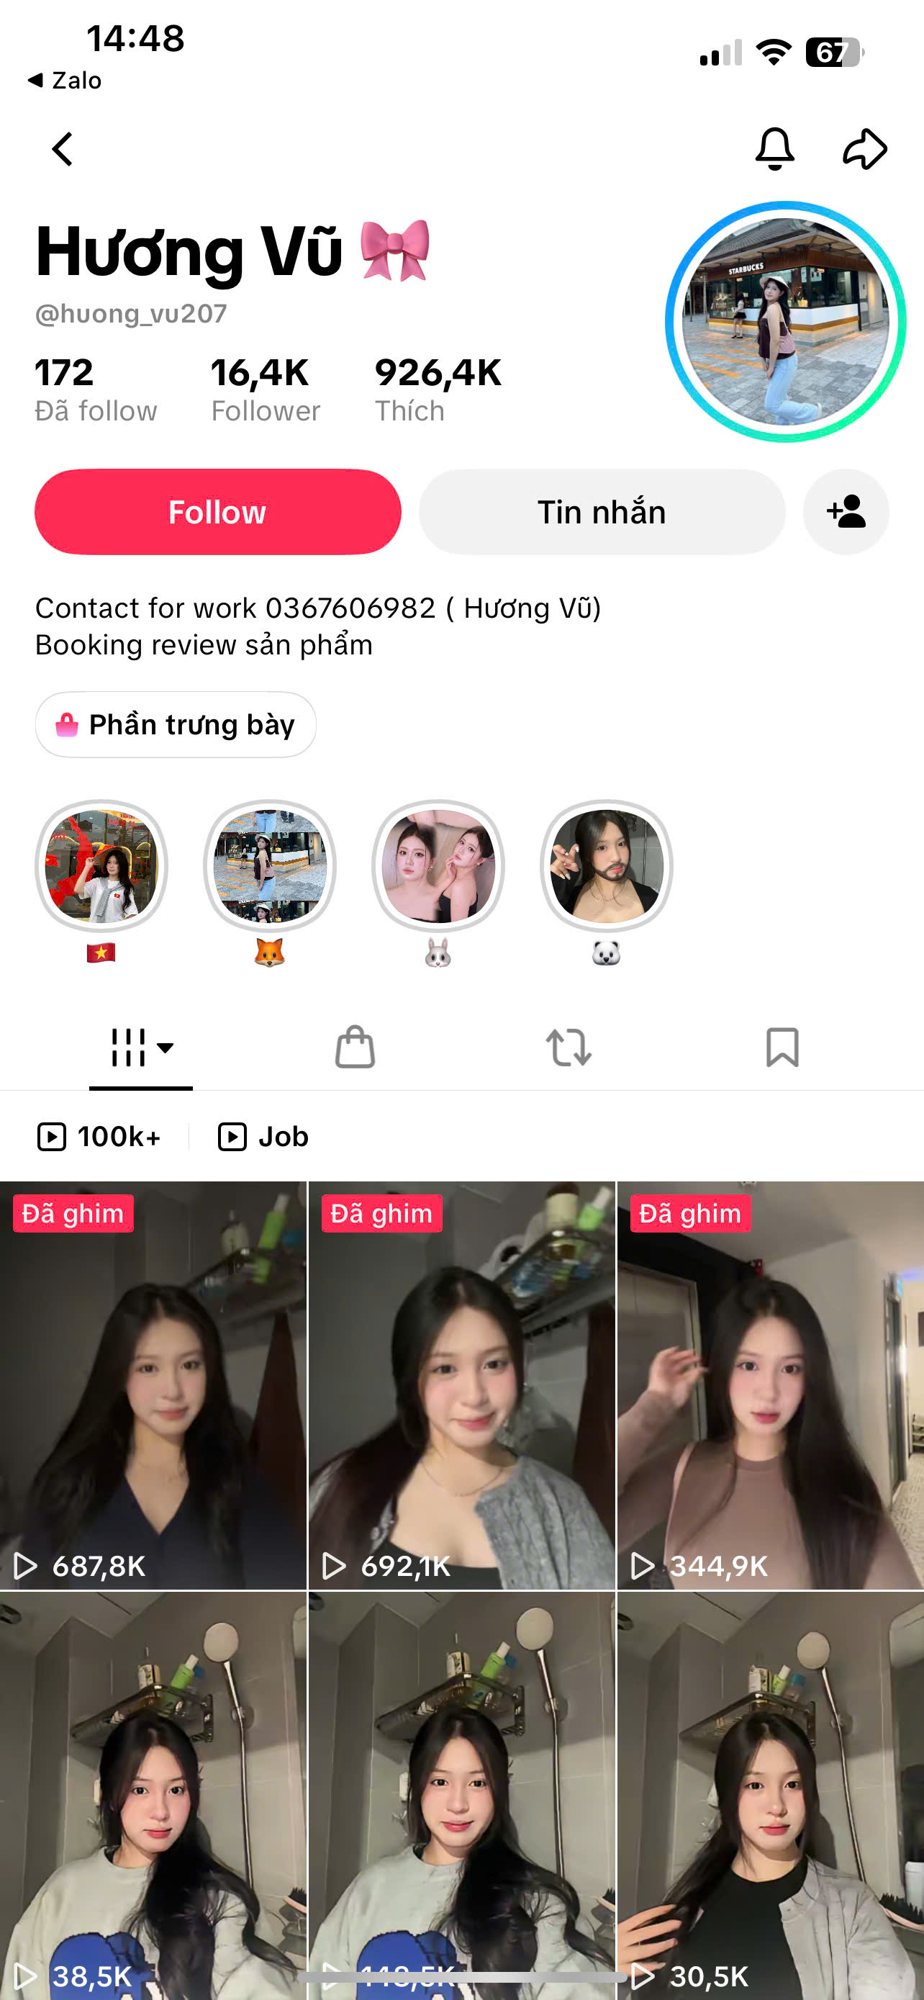 14:48
67
Zalo
Hương Vũ 🎀
@huong_vu207
172 16,4K 926,4K
Đã follow Follower Thích
STARBUCKS
Follow Tin nhắn
Contact for work 0367606982 ( Hương Vũ)
Booking review sản phẩm
Phần trưng bày
🇻🇳 🦊 🐰 🐻‍❄️
100k+ Job
Đã ghim Đã ghim Đã ghim
687,8K 692,1K 344,9K
38,5K 30,5K